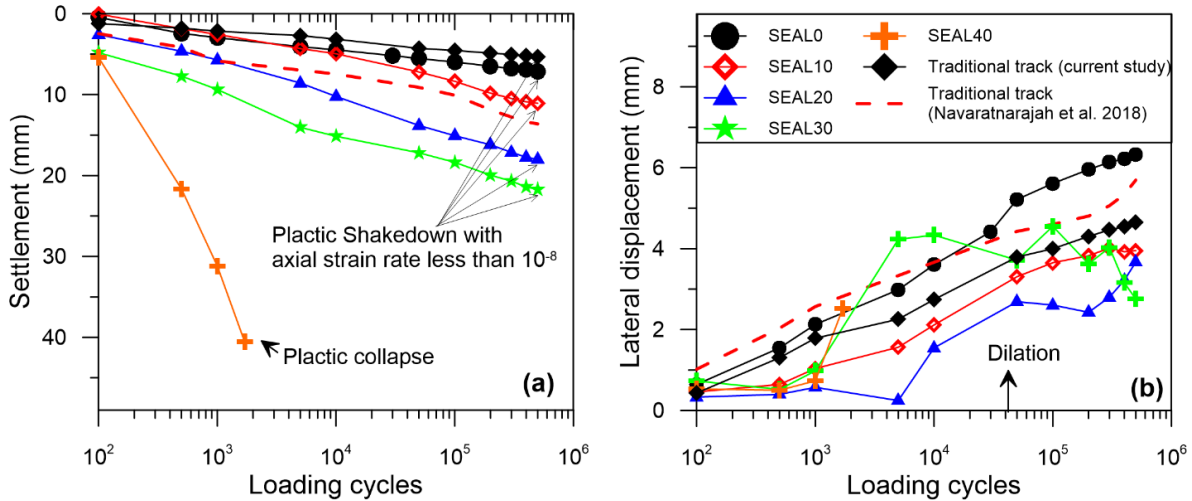 0
10
20
30
40
Settlement (mm)
10²
10³
10⁴
10⁵
10⁶
Loading cycles
Plactic Shakedown with
axial strain rate less than 10⁻⁸
Plactic collapse
(a)
8
6
4
2
0
Lateral displacement (mm)
SEAL0
SEAL10
SEAL20
SEAL30
SEAL40
Traditional track (current study)
Traditional track
(Navaratnarajah et al. 2018)
Dilation
(b)
10²
10³
10⁴
10⁵
10⁶
Loading cycles